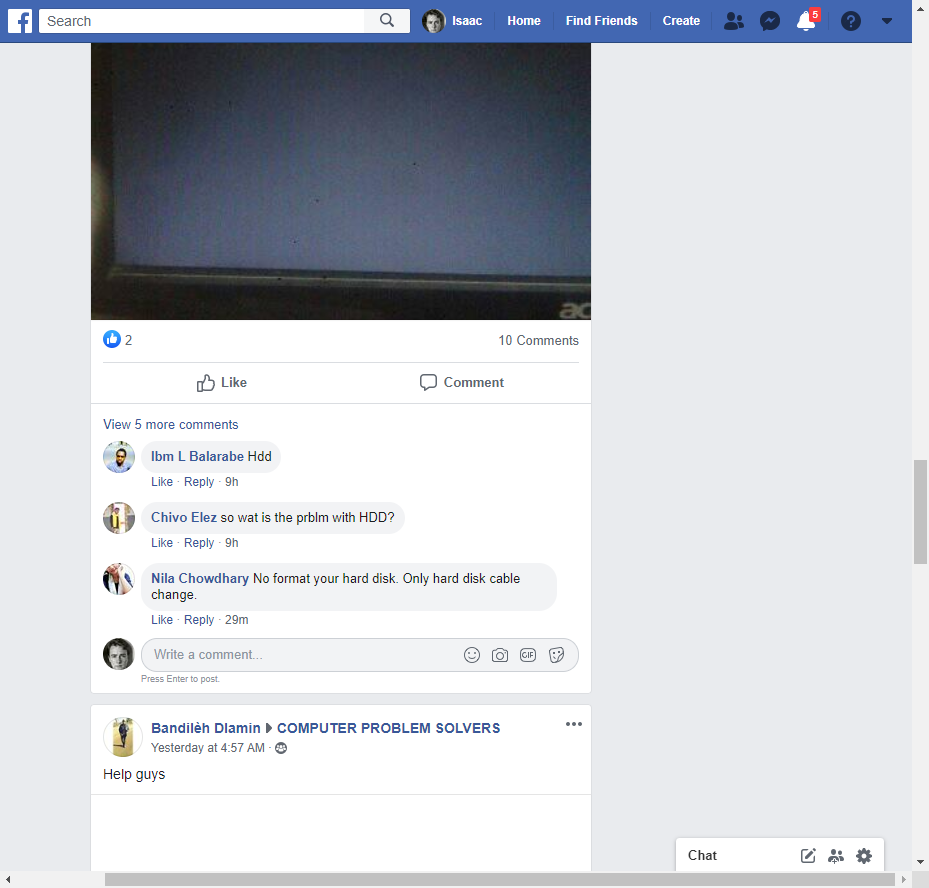 Search
Isaac Home Find Friends Create 5
ac
2 10 Comments
Like Comment
View 5 more comments
Ibm L Balarabe Hdd
Like · Reply · 9h
Chivo Elez so wat is the prblm with HDD?
Like · Reply · 9h
Nila Chowdhary No format your hard disk. Only hard disk cable
change.
Like · Reply · 29m
Write a comment...
GIF
Press Enter to post.
Bandilèh Dlamin COMPUTER PROBLEM SOLVERS
Yesterday at 4:57 AM ·
Help guys
Chat